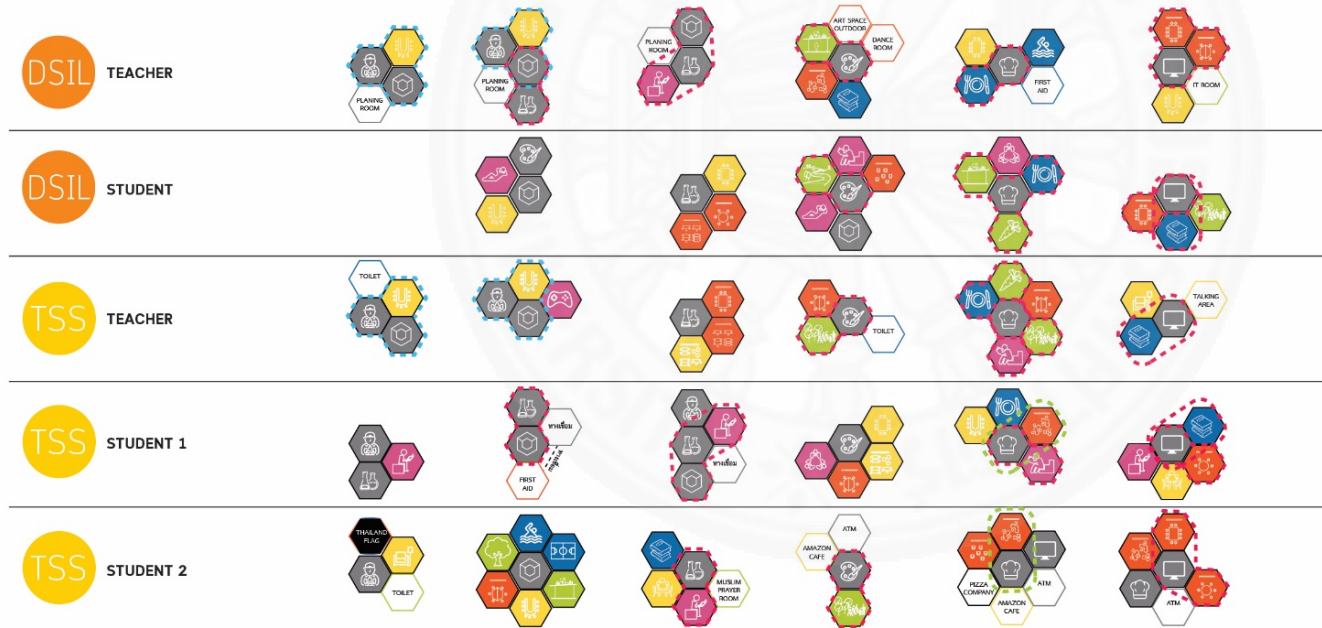 DSIL TEACHER
PLANING
ROOM
PLANING
ROOM
PLANING
ROOM
ART SPACE
OUTDOOR
DANCE
ROOM
FIRST
AID
IT ROOM
DSIL STUDENT
TSS TEACHER
TOILET
TOILET
TALKING
AREA
TSS STUDENT 1
ทางเชื่อม
FIRST
AID
ทางเชื่อม
TSS STUDENT 2
THAILAND
FLAG
TOILET
MUSLIM
PRAYER
ROOM
ATM
AMAZON
CAFE
PIZZA
COMPANY
AMAZON
CAFE
ATM
ATM